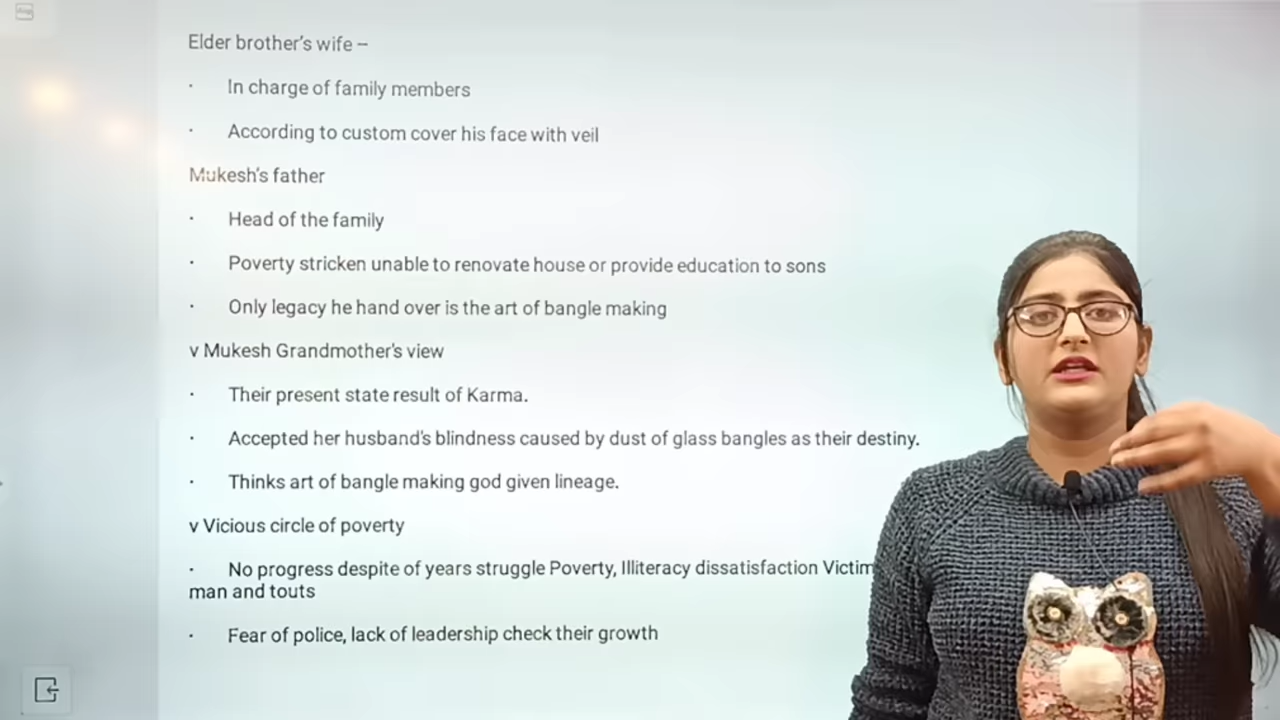 Elder brother's wife –
· In charge of family members
· According to custom cover his face with veil
Mukesh's father
· Head of the family
· Poverty stricken unable to renovate house or provide education to sons
· Only legacy he hand over is the art of bangle making
v Mukesh Grandmother's view
· Their present state result of Karma.
· Accepted her husband's blindness caused by dust of glass bangles as their destiny.
· Thinks art of bangle making god given lineage.
v Vicious circle of poverty
· No progress despite of years struggle Poverty, Illiteracy dissatisfaction Victim
man and touts
· Fear of police, lack of leadership check their growth